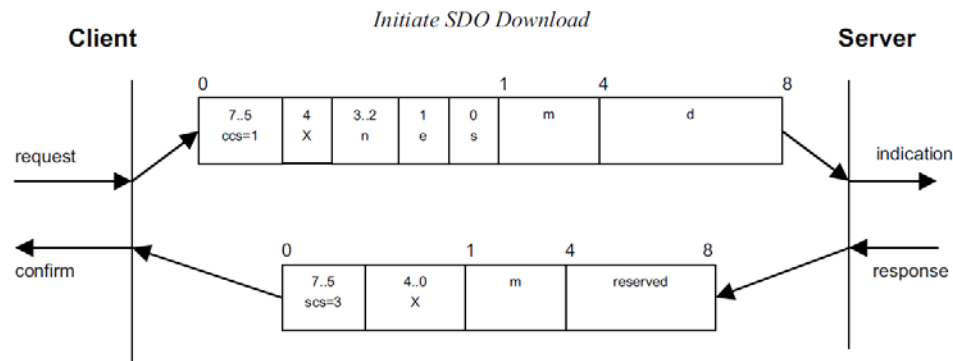 Initiate SDO Download
Client Server
0 1 4 8
7..5 4 3..2 1 0 m d
ccs=1 X n e s
request indication
0 1 4 8
confirm response
7..5 4..0 m reserved
scs=3 X